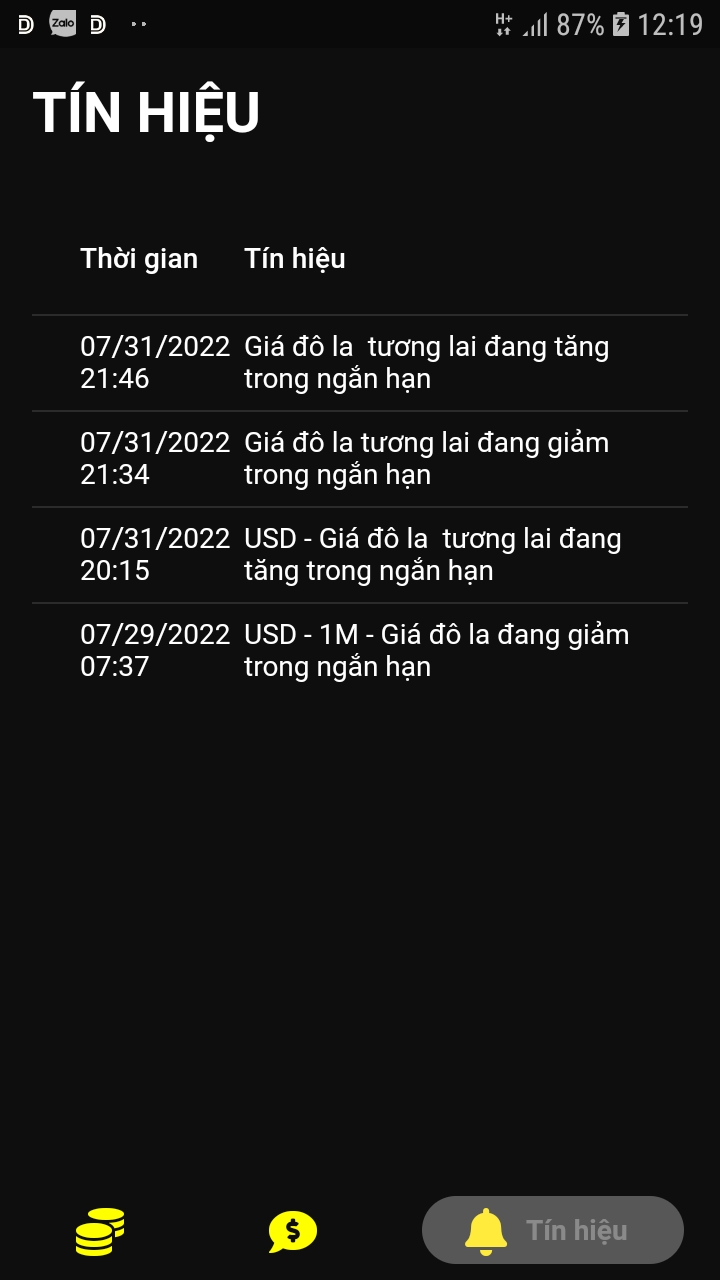 Zalo H+ 87% 12:19
TÍN HIỆU
Thời gian Tín hiệu
07/31/2022 Giá đô la  tương lai đang tăng
21:46 trong ngắn hạn
07/31/2022 Giá đô la tương lai đang giảm
21:34 trong ngắn hạn
07/31/2022 USD - Giá đô la  tương lai đang
20:15 tăng trong ngắn hạn
07/29/2022 USD - 1M - Giá đô la đang giảm
07:37 trong ngắn hạn
Tín hiệu